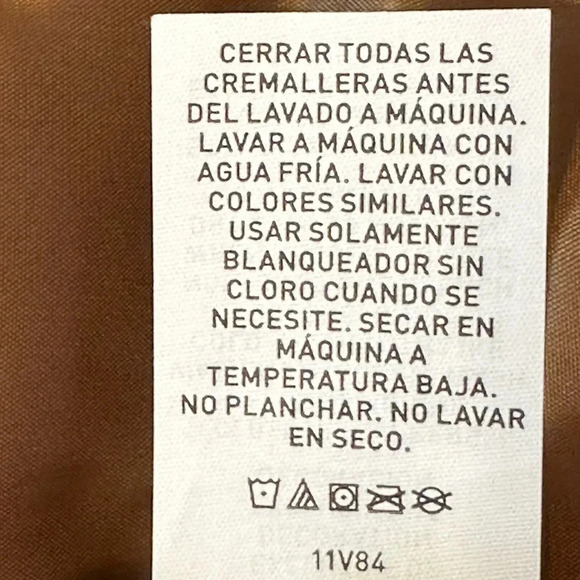 CERRAR TODAS LAS
CREMALLERAS ANTES
DEL LAVADO A MÁQUINA.
LAVAR A MÁQUINA CON
AGUA FRÍA. LAVAR CON
COLORES SIMILARES.
USAR SOLAMENTE
BLANQUEADOR SIN
CLORO CUANDO SE
NECESITE. SECAR EN
MÁQUINA A
TEMPERATURA BAJA.
NO PLANCHAR. NO LAVAR
EN SECO.
11V84